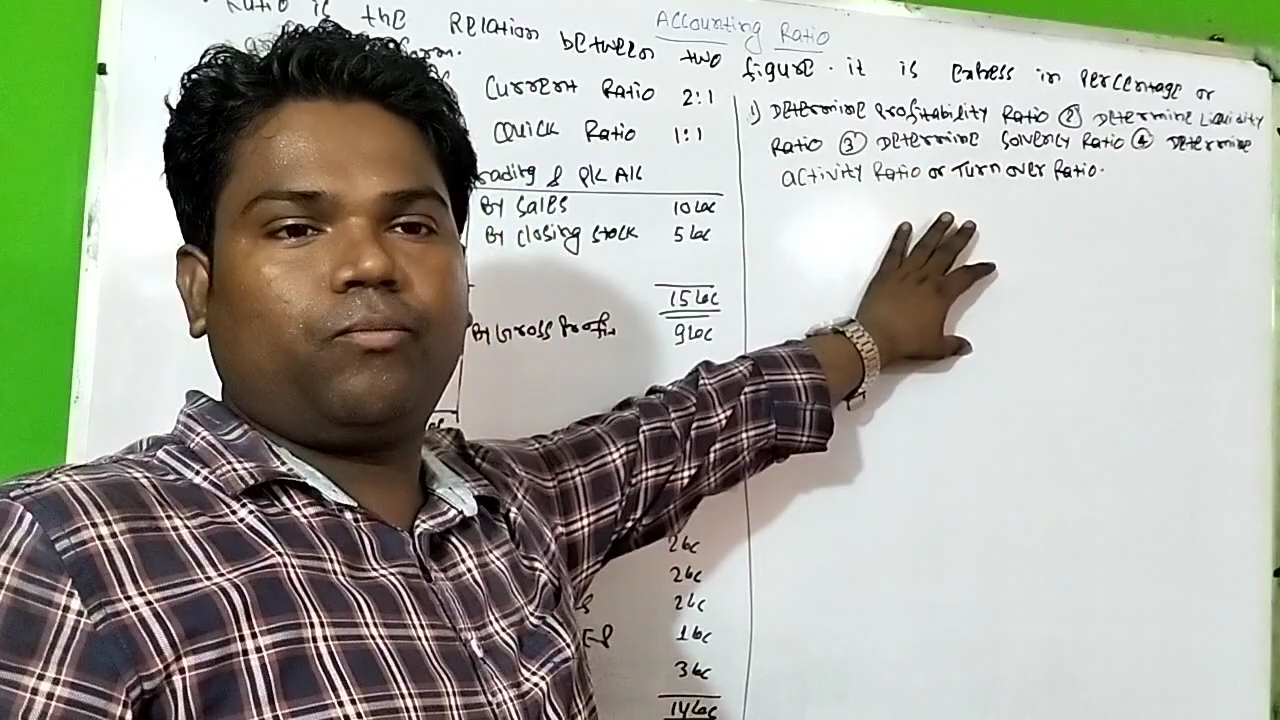 Accounting Ratio
Ratio is the Relation between two figure. it is exress in percentage or
form.
Current Ratio 2:1
Quick Ratio 1:1
rading & P/L A/c
By Sales 10 Lac
By Closing Stock 5 Lac
15 Lac
By Gross Profit 9 Lac
2 Lac
2 Lac
2 Lac
1 Lac
3 Lac
14 Lac
1) Determine Profitability Ratio ② Determine Liquidity
Ratio ③ Determine Solvency Ratio ④ Determine
activity Ratio or Turn over Ratio.